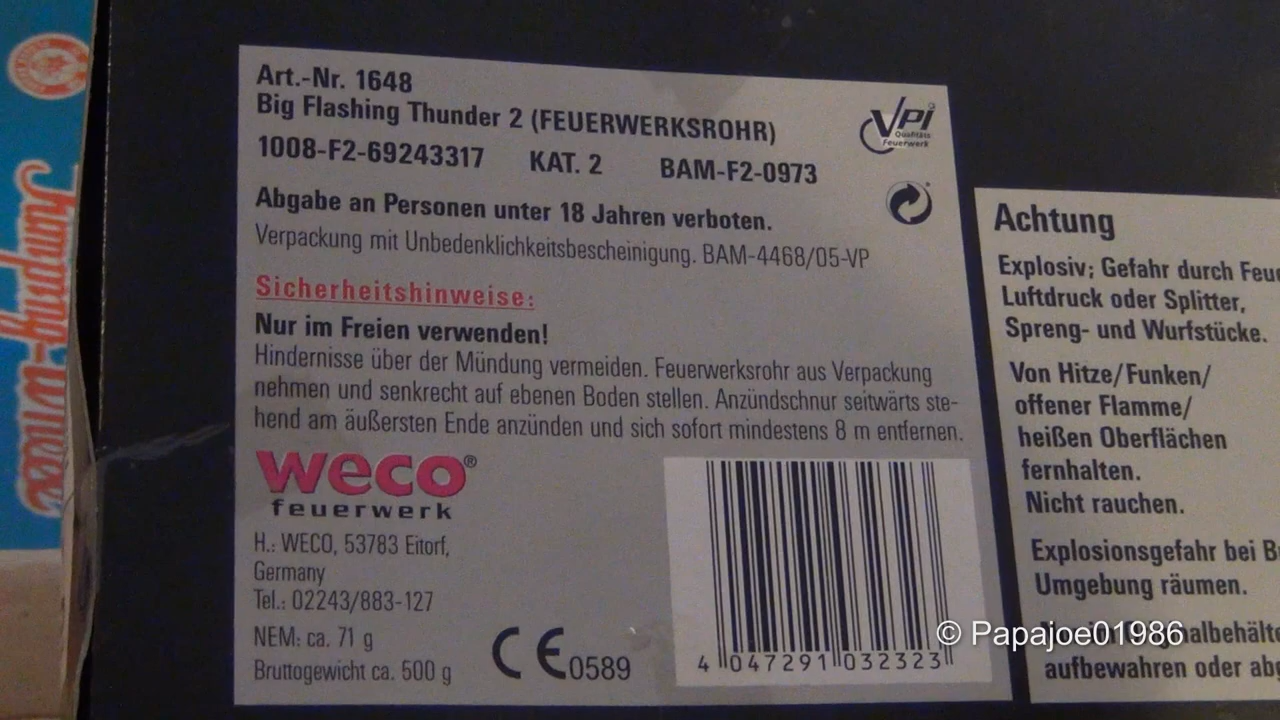 Art.-Nr. 1648
Big Flashing Thunder 2 (FEUERWERKSROHR)
1008-F2-69243317 KAT. 2 BAM-F2-0973
Abgabe an Personen unter 18 Jahren verboten.
Verpackung mit Unbedenklichkeitsbescheinigung. BAM-4468/05-VP
VPi
Qualitäts
Feuerwerk
Sicherheitshinweise:
Nur im Freien verwenden!
Hindernisse über der Mündung vermeiden. Feuerwerksrohr aus Verpackung
nehmen und senkrecht auf ebenen Boden stellen. Anzündschnur seitwärts ste-
hend am äußersten Ende anzünden und sich sofort mindestens 8 m entfernen.
weco®
feuerwerk
H.: WECO, 53783 Eitorf,
Germany
Tel.: 02243/883-127
NEM: ca. 71 g
Bruttogewicht ca. 500 g
CE 0589
4 047291 032323
Achtung
Explosiv; Gefahr durch Feue
Luftdruck oder Splitter,
Spreng- und Wurfstücke.
Von Hitze/Funken/
offener Flamme/
heißen Oberflächen
fernhalten.
Nicht rauchen.
Explosionsgefahr bei B
Umgebung räumen.
aufbewahren oder
© Papajoe01986